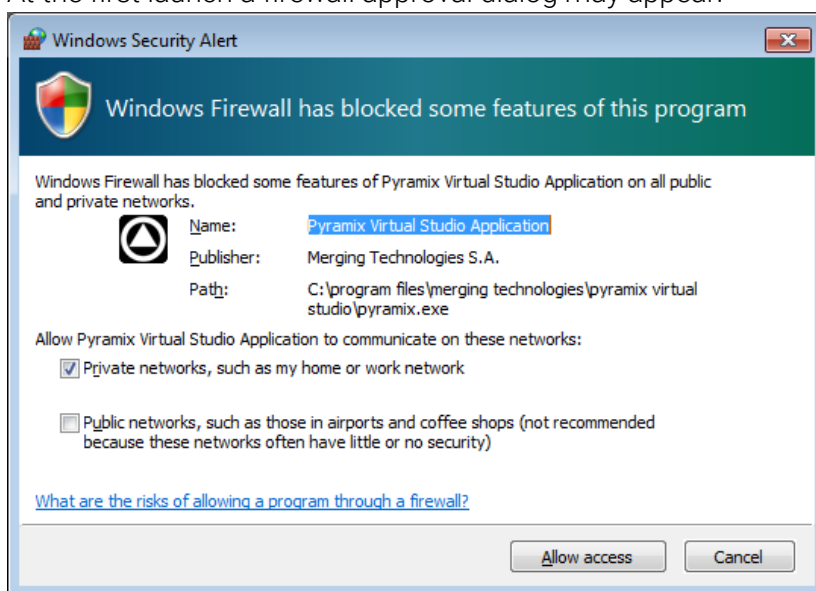 At the first launch a firewall approval dialog may appear:
Windows Security Alert
Windows Firewall has blocked some features of this program
Windows Firewall has blocked some features of Pyramix Virtual Studio Application on all public
and private networks.
Name: Pyramix Virtual Studio Application
Publisher: Merging Technologies S.A.
Path: C:\program files\merging technologies\pyramix virtual
studio\pyramix.exe
Allow Pyramix Virtual Studio Application to communicate on these networks:
Private networks, such as my home or work network
Public networks, such as those in airports and coffee shops (not recommended
because these networks often have little or no security)
What are the risks of allowing a program through a firewall?
Allow access Cancel